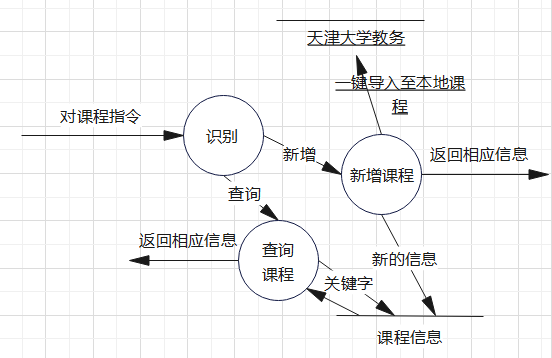 天津大学教务
一键导入至本地课
程
对课程指令
识别
新增
新增课程
返回相应信息
查询
返回相应信息
查询
课程
新的信息
关键字
课程信息